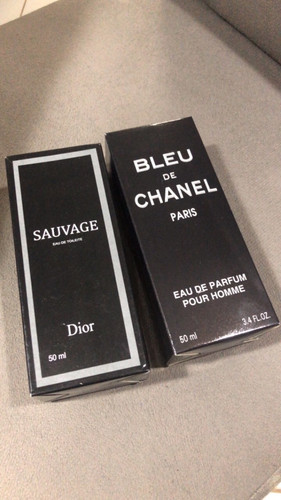 SAUVAGE
EAU DE TOILETTE
Dior
50 ml
BLEU
DE
CHANEL
PARIS
EAU DE PARFUM
POUR HOMME
50 ml
3.4 FL.OZ.